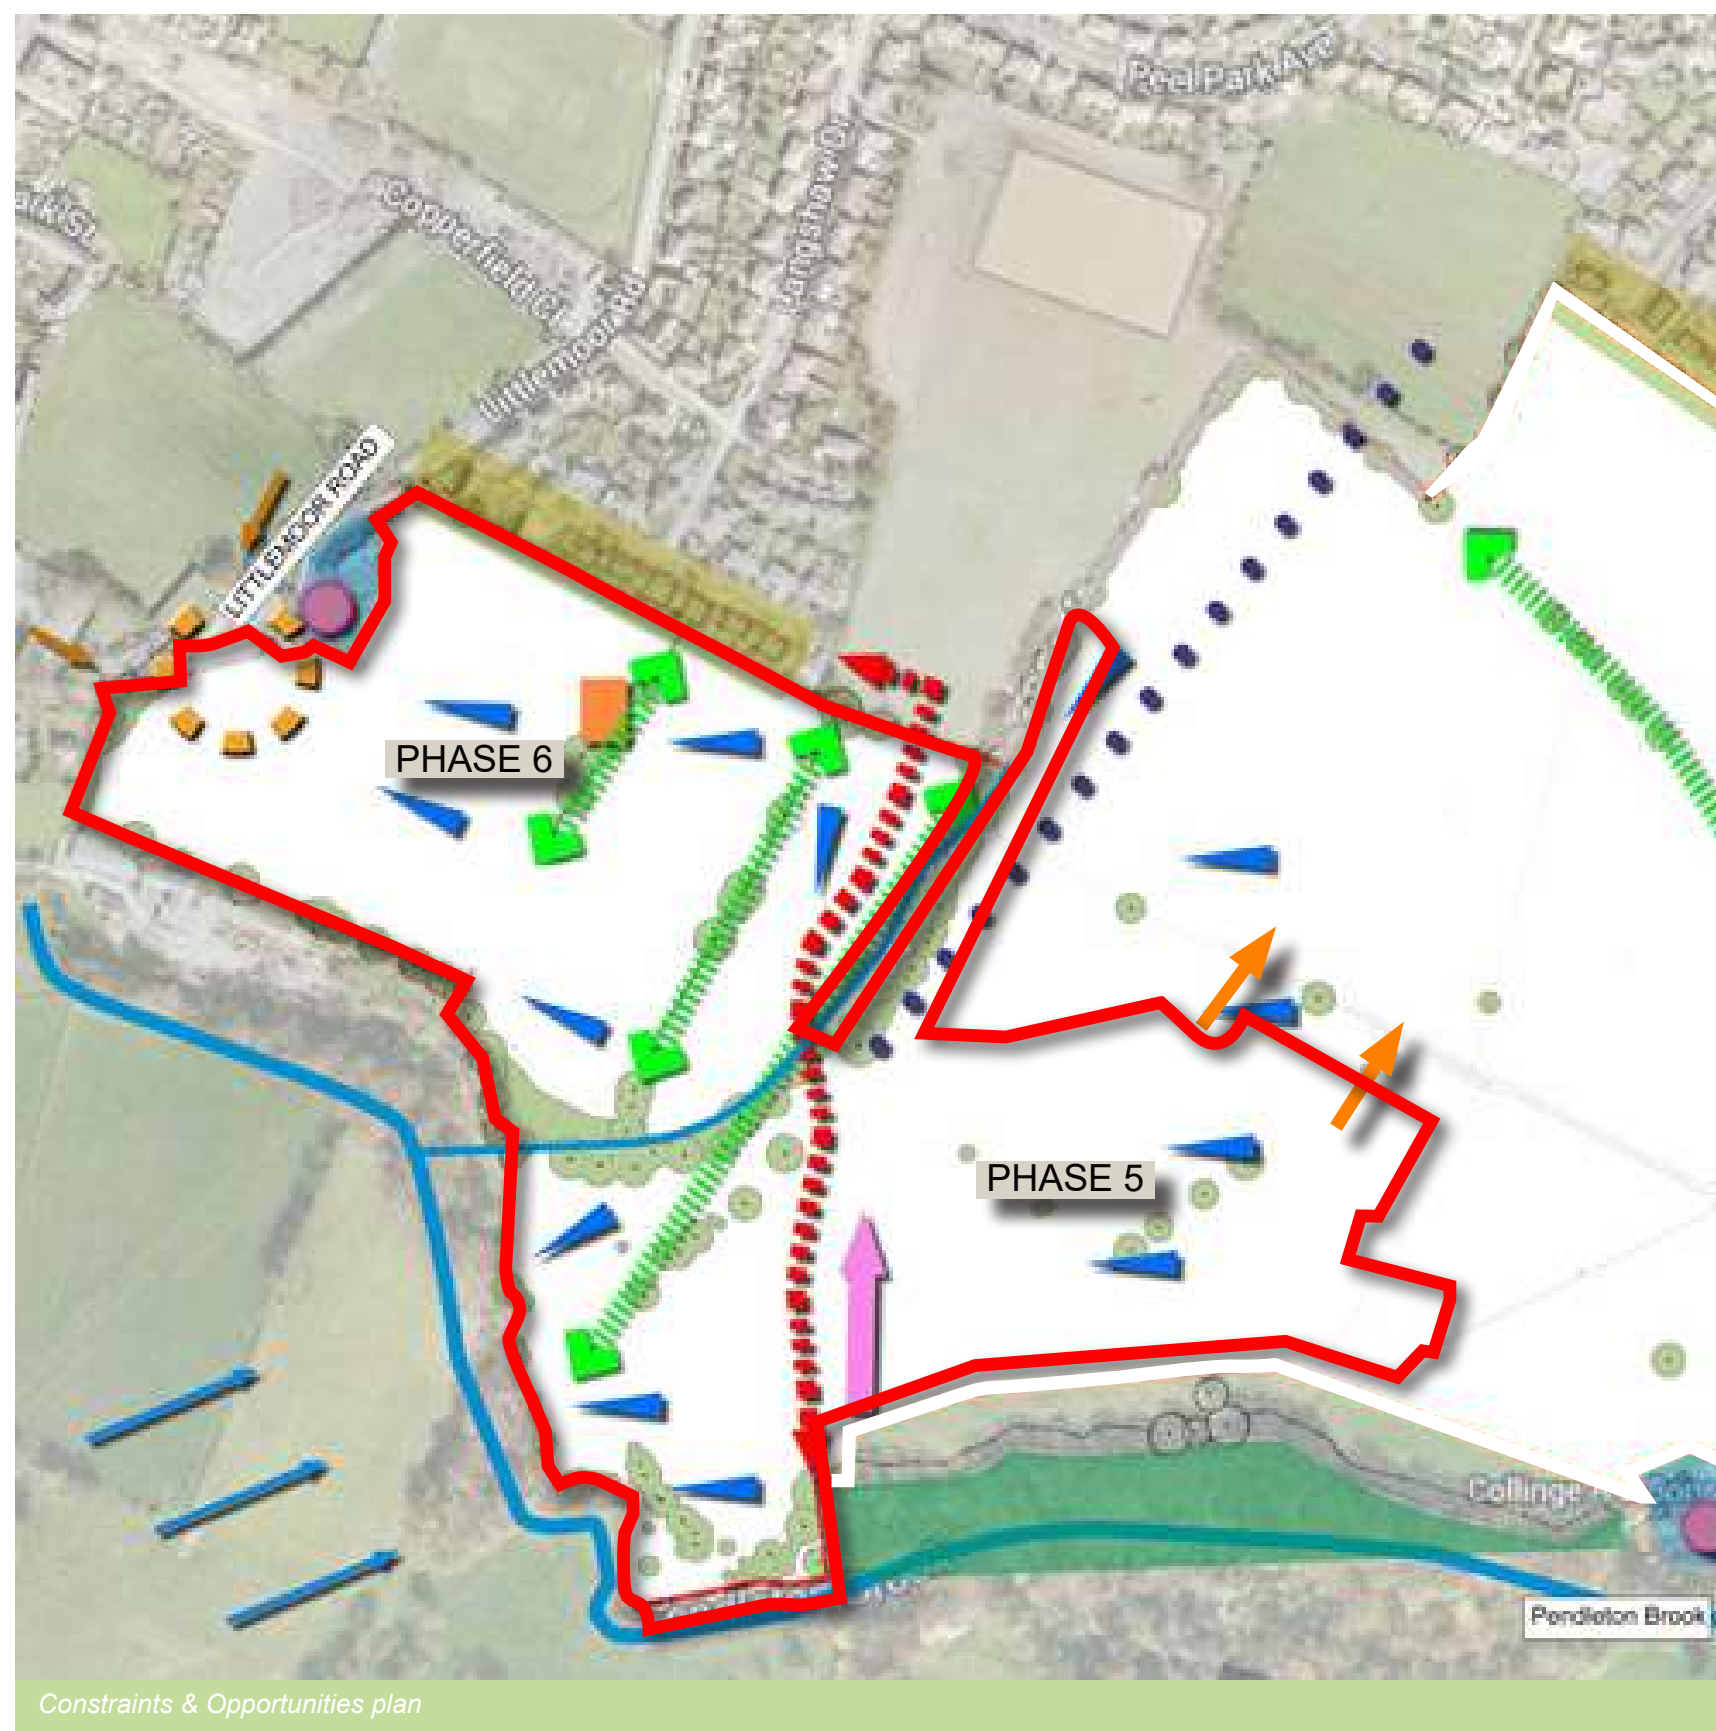 Peel Park Ave
Copperfield Cl
Langshaw Dr
Littlemoor Rd
LITTLEMOOR ROAD
PHASE 6
PHASE 5
Collinge
Pendleton Brook
Constraints & Opportunities plan